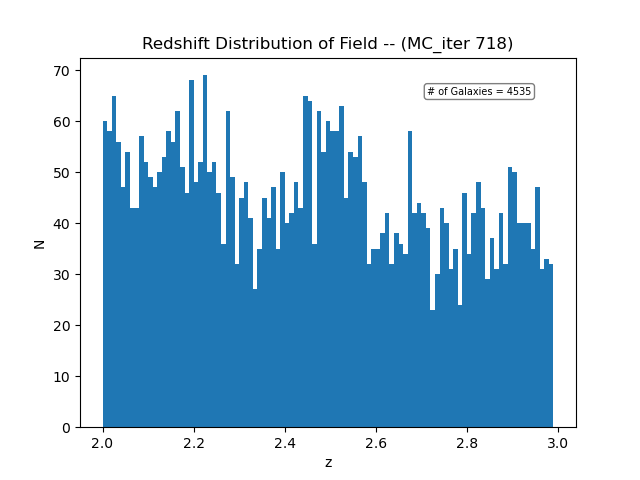 Redshift Distribution of Field -- (MC_iter 718)
# of Galaxies = 4535
70
60
50
40
30
20
10
0
N
2.0 2.2 2.4 2.6 2.8 3.0
z